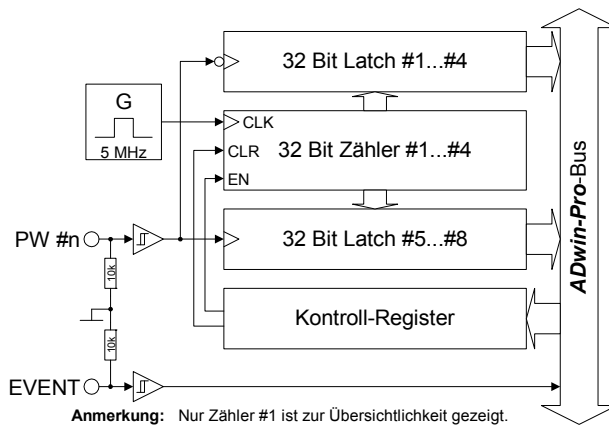 32 Bit Latch #1...#4
G
5 MHz
CLK
CLR
EN
32 Bit Zähler #1...#4
PW #n
32 Bit Latch #5...#8
10k
10k
Kontroll-Register
EVENT
ADwin-Pro-Bus
Anmerkung: Nur Zähler #1 ist zur Übersichtlichkeit gezeigt.